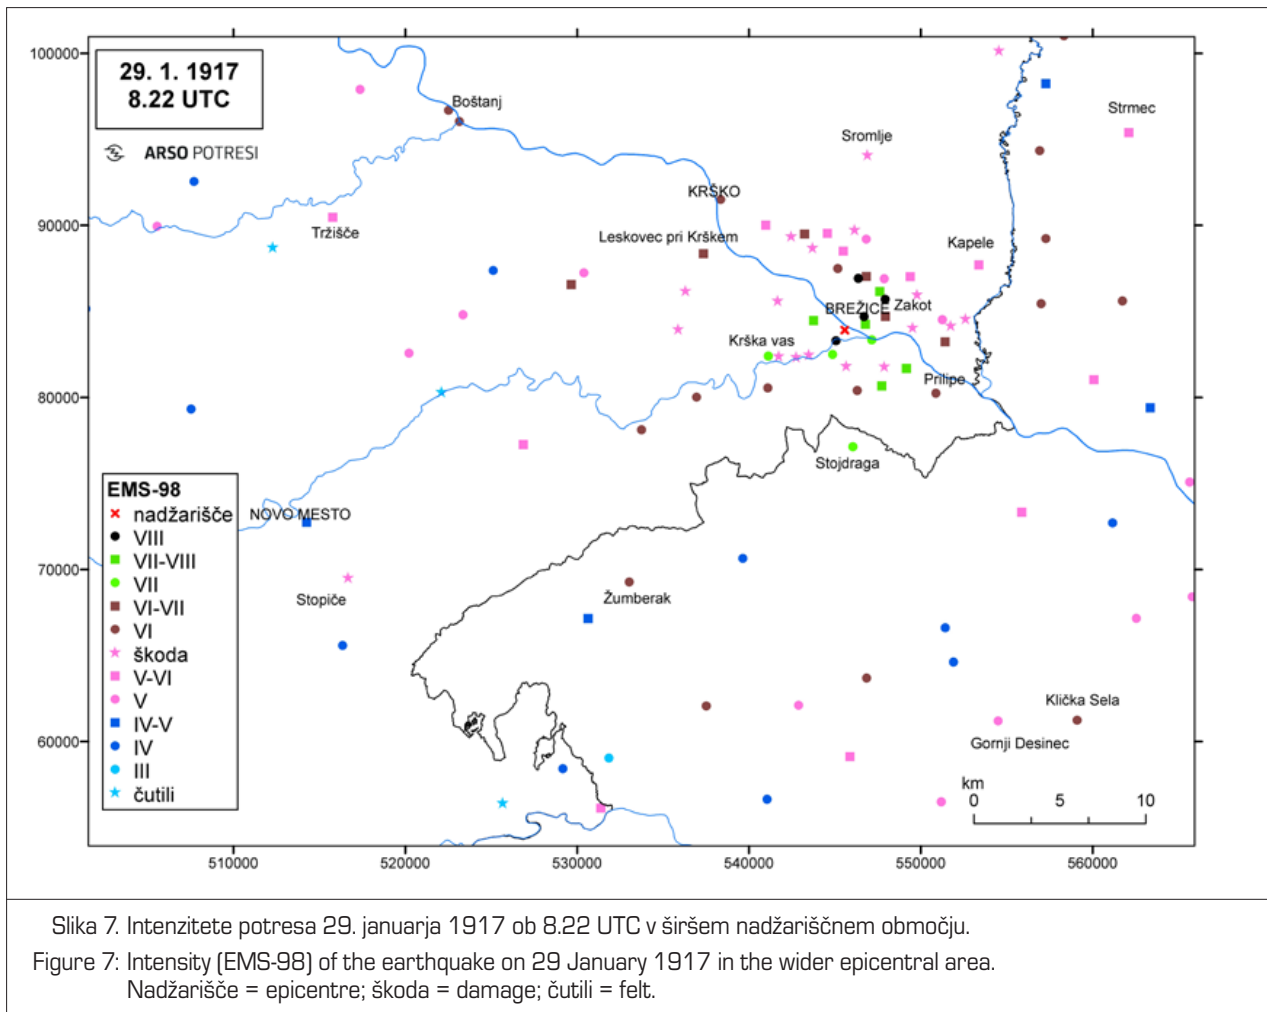 29. 1. 1917
8.22 UTC
ARSO POTRESI
100000
90000
80000
70000
60000
510000
520000
530000
540000
550000
560000
Boštanj
Strmec
Sromlje
KRŠKO
Tržišče
Leskovec pri Krškem
Kapele
BREŽICE
Zakot
Krška vas
Prilipe
Stojdraga
NOVO MESTO
Stopiče
Žumberak
Klička Sela
Gornji Desinec
EMS-98
nadžarišče
VIII
VII-VIII
VII
VI-VII
VI
škoda
V-VI
V
IV-V
IV
III
čutili
km
0 5 10
Slika 7. Intenzitete potresa 29. januarja 1917 ob 8.22 UTC v širšem nadžariščnem območju.
Figure 7: Intensity (EMS-98) of the earthquake on 29 January 1917 in the wider epicentral area.
Nadžarišče = epicentre; škoda = damage; čutili = felt.